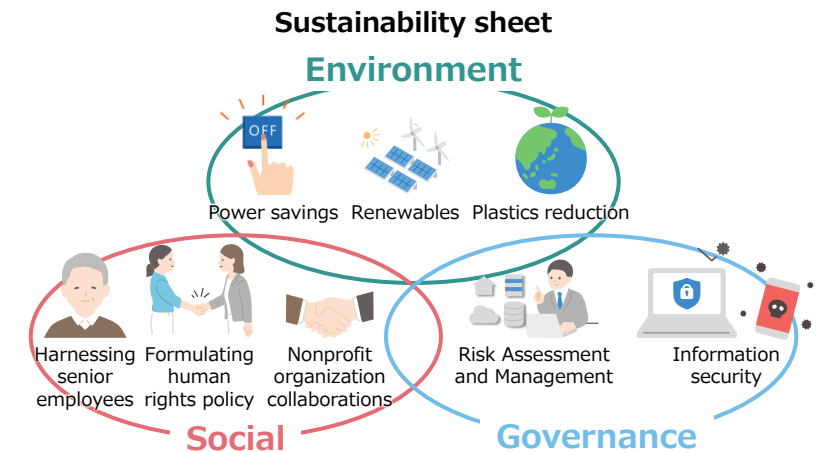 Sustainability sheet
Environment
OFF
Power savings
Renewables
Plastics reduction
Harnessing
senior
employees
Formulating
human
rights policy
Nonprofit
organization
collaborations
Risk Assessment
and Management
Information
security
Social
Governance